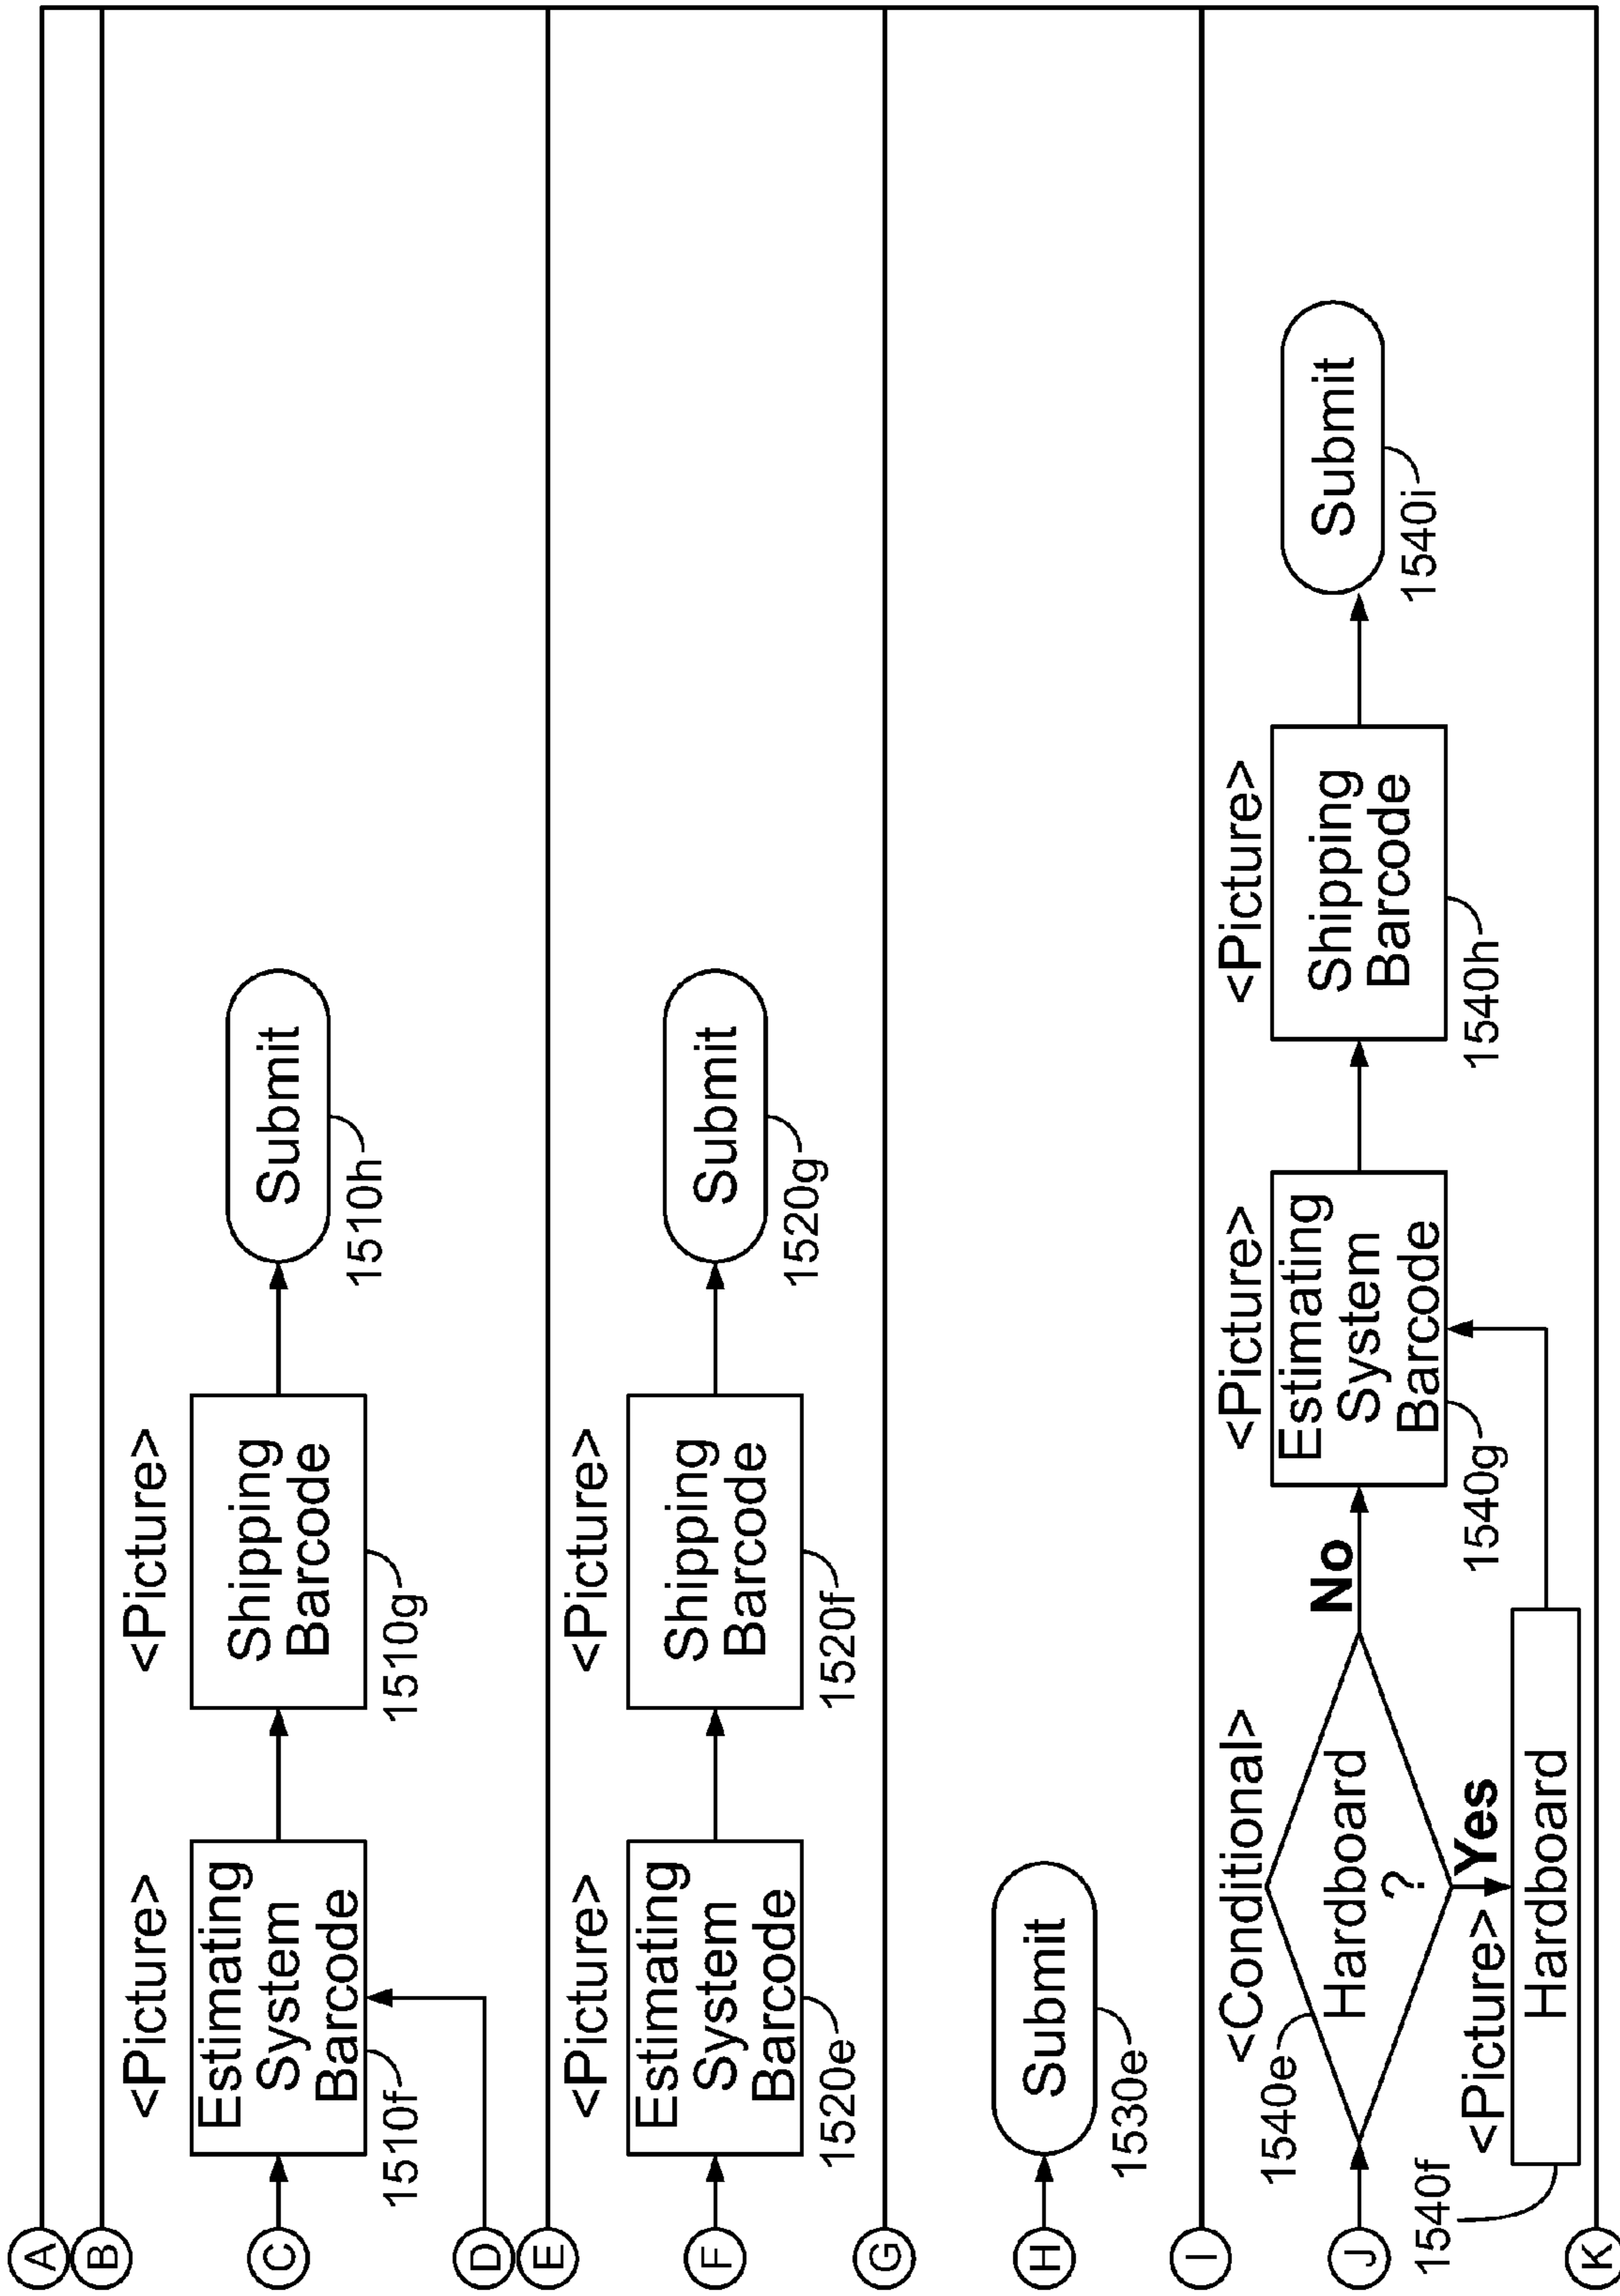 A
B
<Picture>
<Picture>
C
Estimating
System
Barcode
Shipping
Barcode
Submit
1510f
1510g
1510h
D
E
<Picture>
<Picture>
F
Estimating
System
Barcode
Shipping
Barcode
Submit
1520e
1520f
1520g
G
H
Submit
1530e
I
<Conditional>
<Picture>
<Picture>
1540e
J
Hardboard
?
No
Estimating
System
Barcode
Shipping
Barcode
Submit
1540g
1540h
1540i
Yes
<Picture>
1540f
Hardboard
K